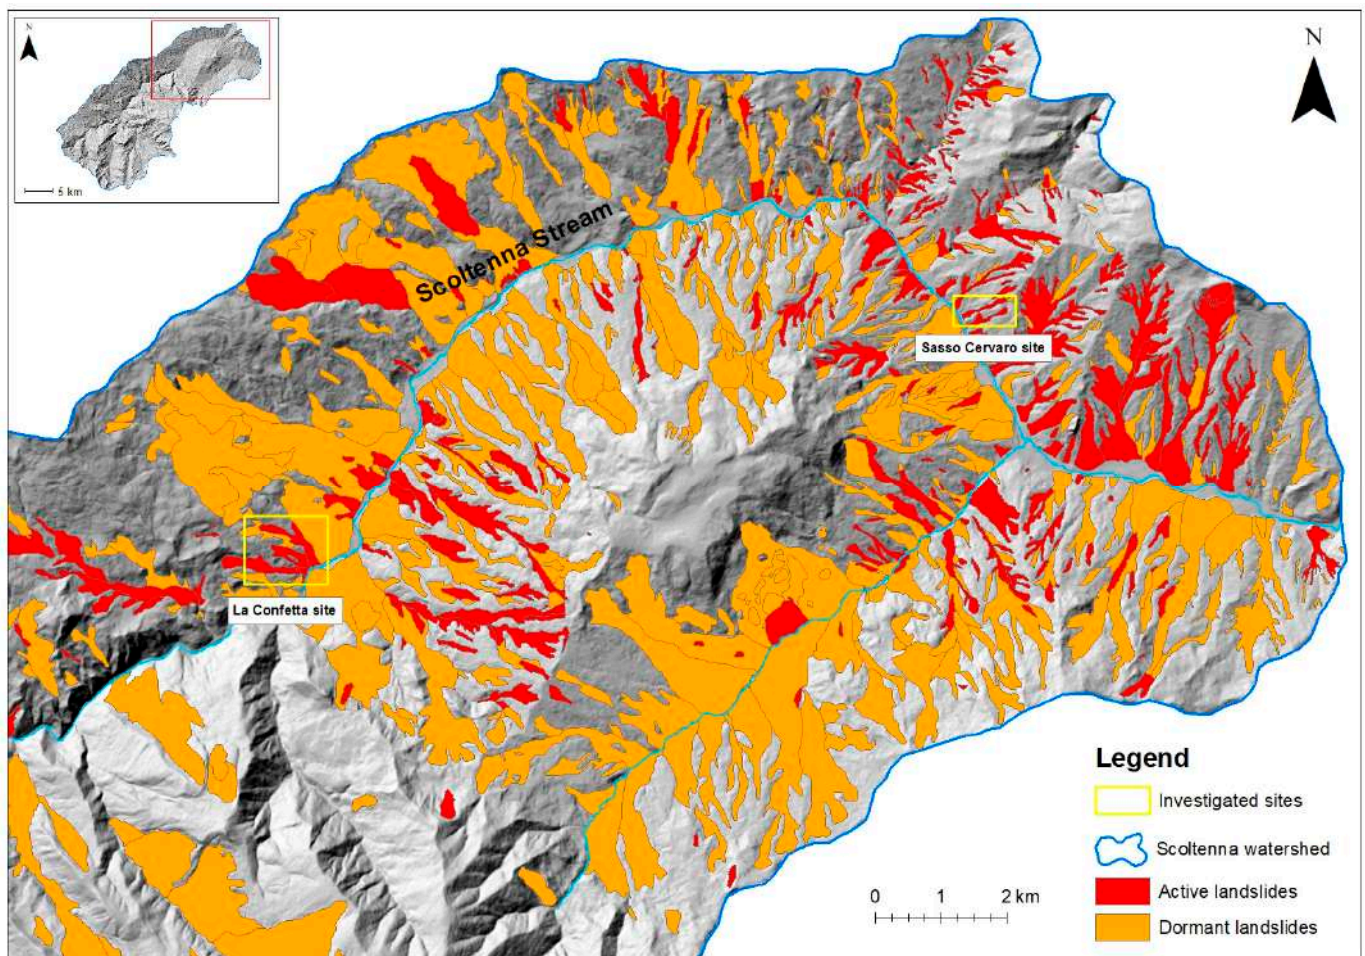 N
5 km
N
Scoltenna Stream
Sasso Cervaro site
La Confetta site
Legend
Investigated sites
Scoltenna watershed
Active landslides
Dormant landslides
0 1 2 km